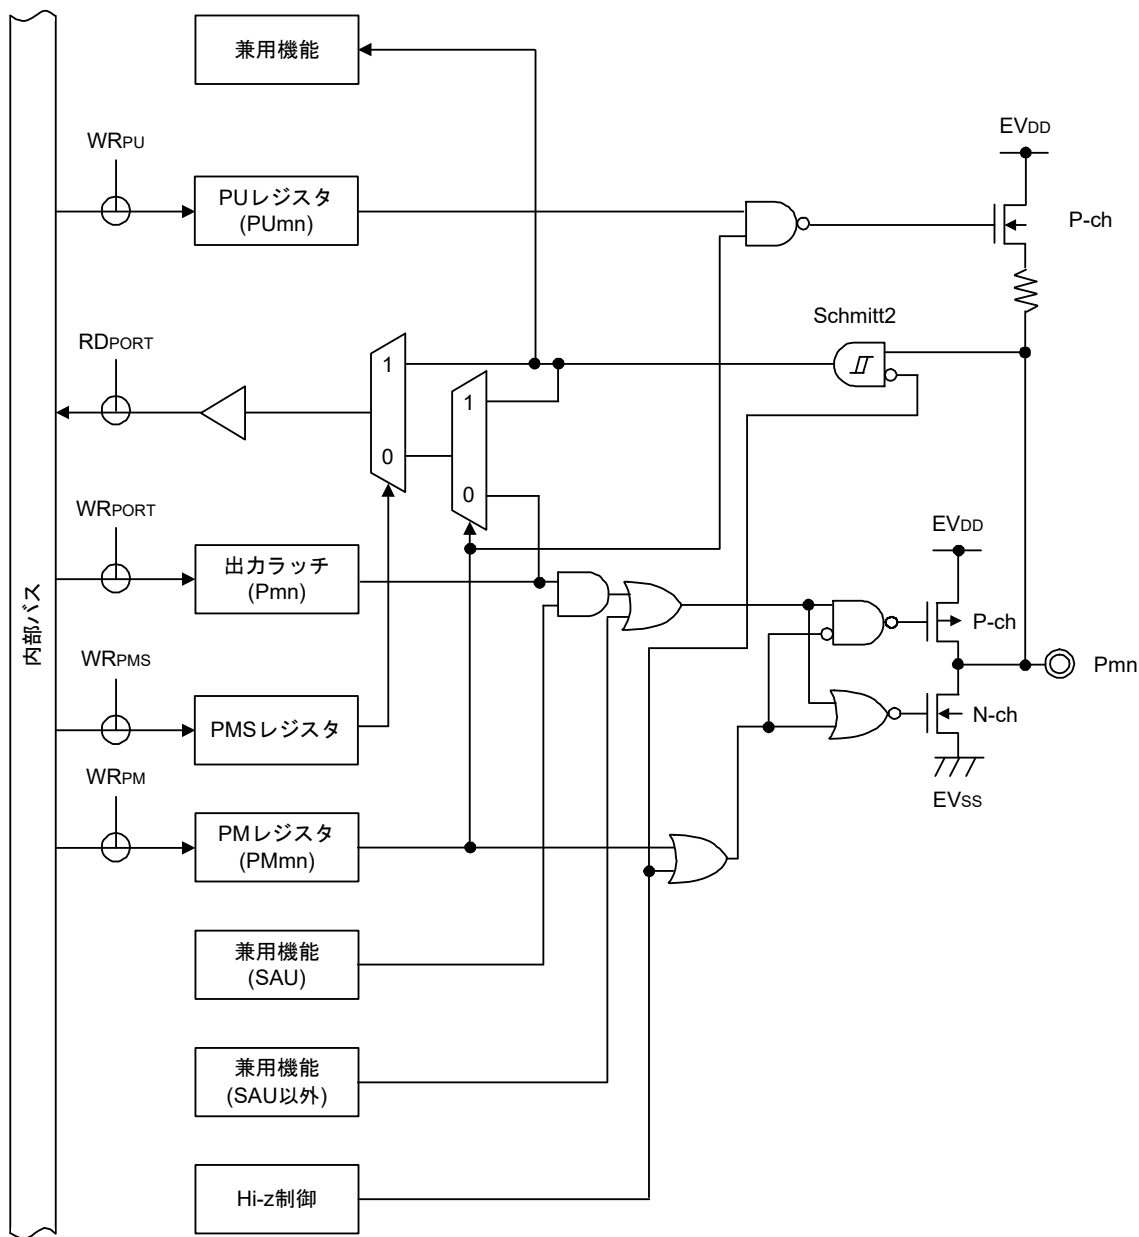 兼用機能
WRPU
EVDD
PUレジスタ
(PUmn)
P-ch
Schmitt2
RDPORT
1
1
0
0
WRPORT
EVDD
出力ラッチ
(Pmn)
内部バス
P-ch
WRPMS
Pmn
PMSレジスタ
N-ch
WRPM
EVSS
PMレジスタ
(PMmn)
兼用機能
(SAU)
兼用機能
(SAU以外)
Hi-z制御